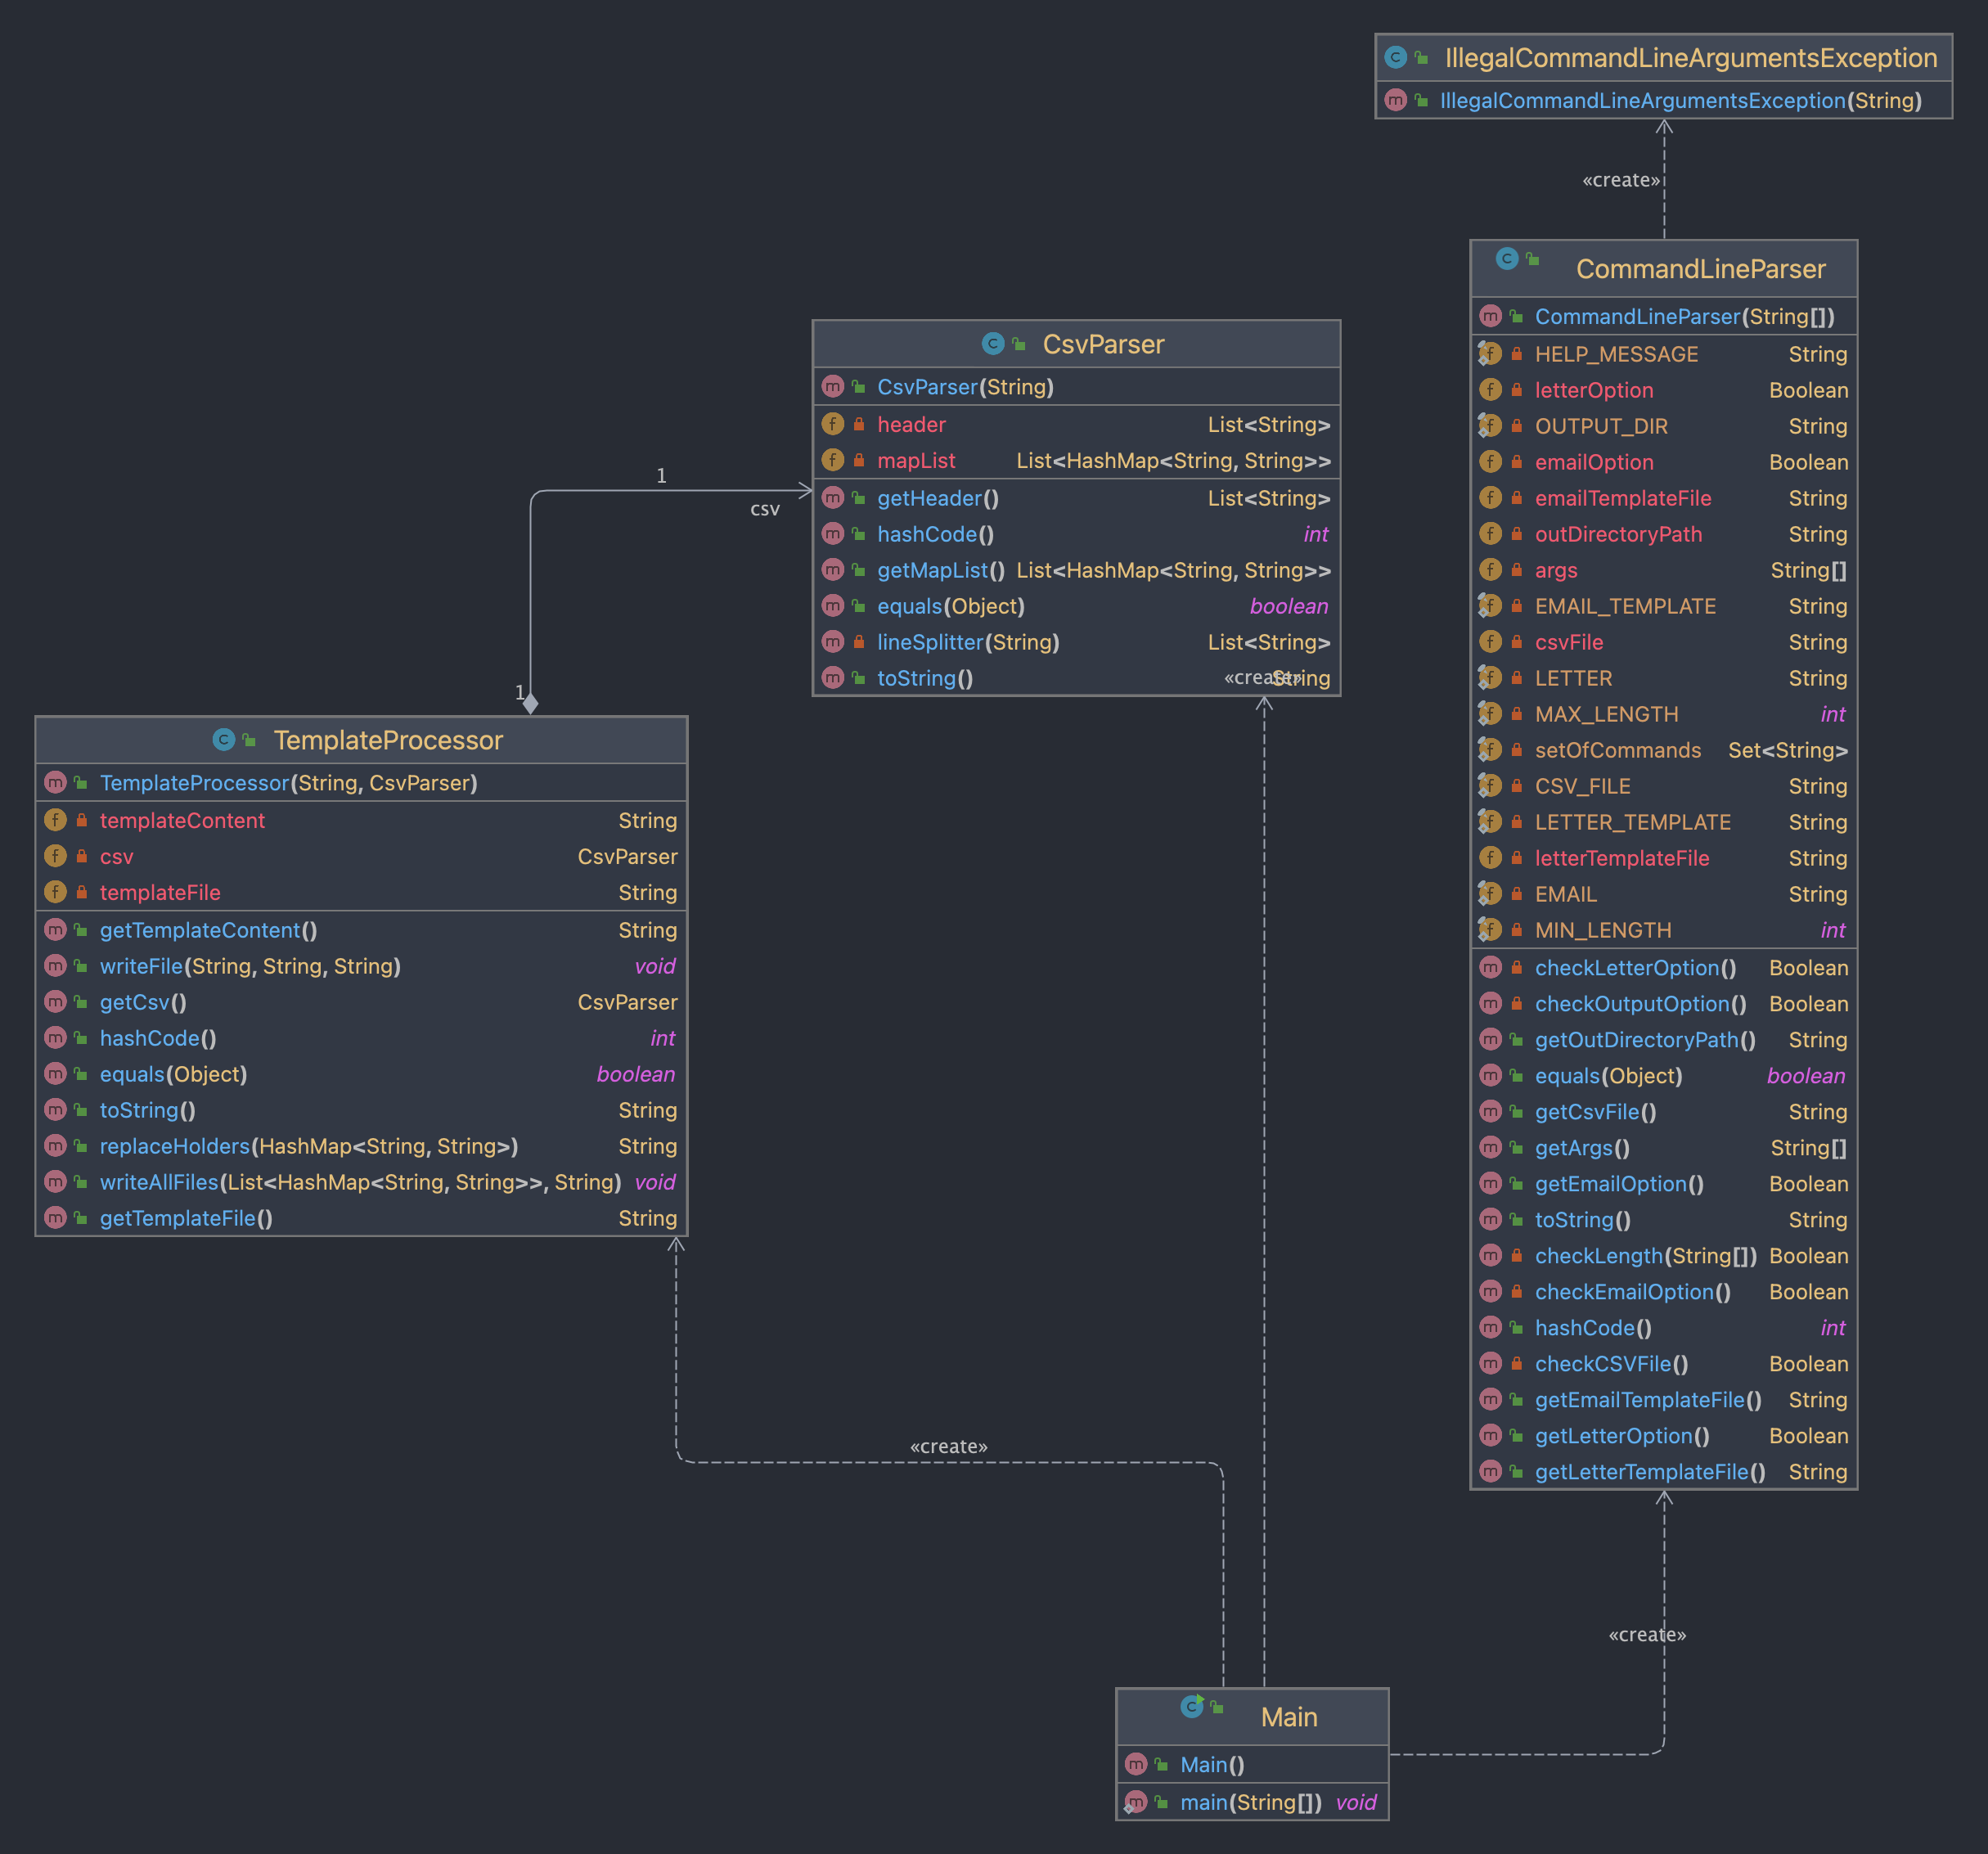 IllegalCommandLineArgumentsException
IllegalCommandLineArgumentsException(String)
«create»
CommandLineParser
CommandLineParser(String[])
HELP_MESSAGE String
letterOption Boolean
OUTPUT_DIR String
emailOption Boolean
emailTemplateFile String
outDirectoryPath String
args String[]
EMAIL_TEMPLATE String
csvFile String
LETTER String
MAX_LENGTH int
setOfCommands Set<String>
CSV_FILE String
LETTER_TEMPLATE String
letterTemplateFile String
EMAIL String
MIN_LENGTH int
checkLetterOption() Boolean
checkOutputOption() Boolean
getOutDirectoryPath() String
equals(Object) boolean
getCsvFile() String
getArgs() String[]
getEmailOption() Boolean
toString() String
checkLength(String[]) Boolean
checkEmailOption() Boolean
hashCode() int
checkCSVFile() Boolean
getEmailTemplateFile() String
getLetterOption() Boolean
getLetterTemplateFile() String
CsvParser
CsvParser(String)
header List<String>
mapList List<HashMap<String, String>>
getHeader() List<String>
hashCode() int
getMapList() List<HashMap<String, String>>
equals(Object) boolean
lineSplitter(String) List<String>
toString() String
«create»
1
csv
1
TemplateProcessor
TemplateProcessor(String, CsvParser)
templateContent String
csv CsvParser
templateFile String
getTemplateContent() String
writeFile(String, String, String) void
getCsv() CsvParser
hashCode() int
equals(Object) boolean
toString() String
replaceHolders(HashMap<String, String>) String
writeAllFiles(List<HashMap<String, String>>, String) void
getTemplateFile() String
«create»
«create»
Main
Main()
main(String[]) void